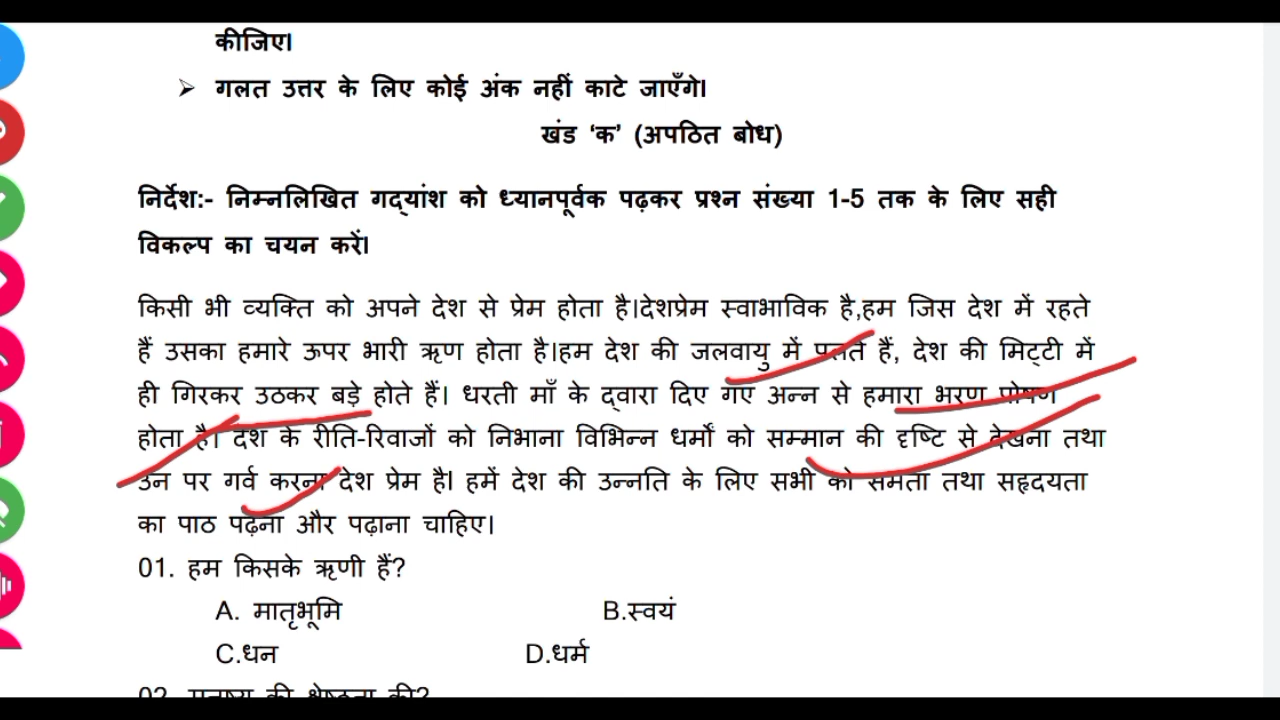 कीजिए।
➢ गलत उत्तर के लिए कोई अंक नहीं काटे जाएँगे।
खंड ‘क’ (अपठित बोध)
निर्देश:- निम्नलिखित गद्यांश को ध्यानपूर्वक पढ़कर प्रश्न संख्या 1-5 तक के लिए सही
विकल्प का चयन करें।
किसी भी व्यक्ति को अपने देश से प्रेम होता है।देशप्रेम स्वाभाविक है,हम जिस देश में रहते
हैं उसका हमारे ऊपर भारी ऋण होता है।हम देश की जलवायु में पलते हैं, देश की मिट्टी में
ही गिरकर उठकर बड़े होते हैं। धरती माँ के द्वारा दिए गए अन्न से हमारा भरण पोषण
होता है। देश के रीति-रिवाजों को निभाना विभिन्न धर्मों को सम्मान की दृष्टि से देखना तथा
उन पर गर्व करना देश प्रेम है। हमें देश की उन्नति के लिए सभी को समता तथा सहृदयता
का पाठ पढ़ना और पढ़ाना चाहिए।
01. हम किसके ऋणी हैं?
A. मातृभूमि B.स्वयं
C.धन D.धर्म